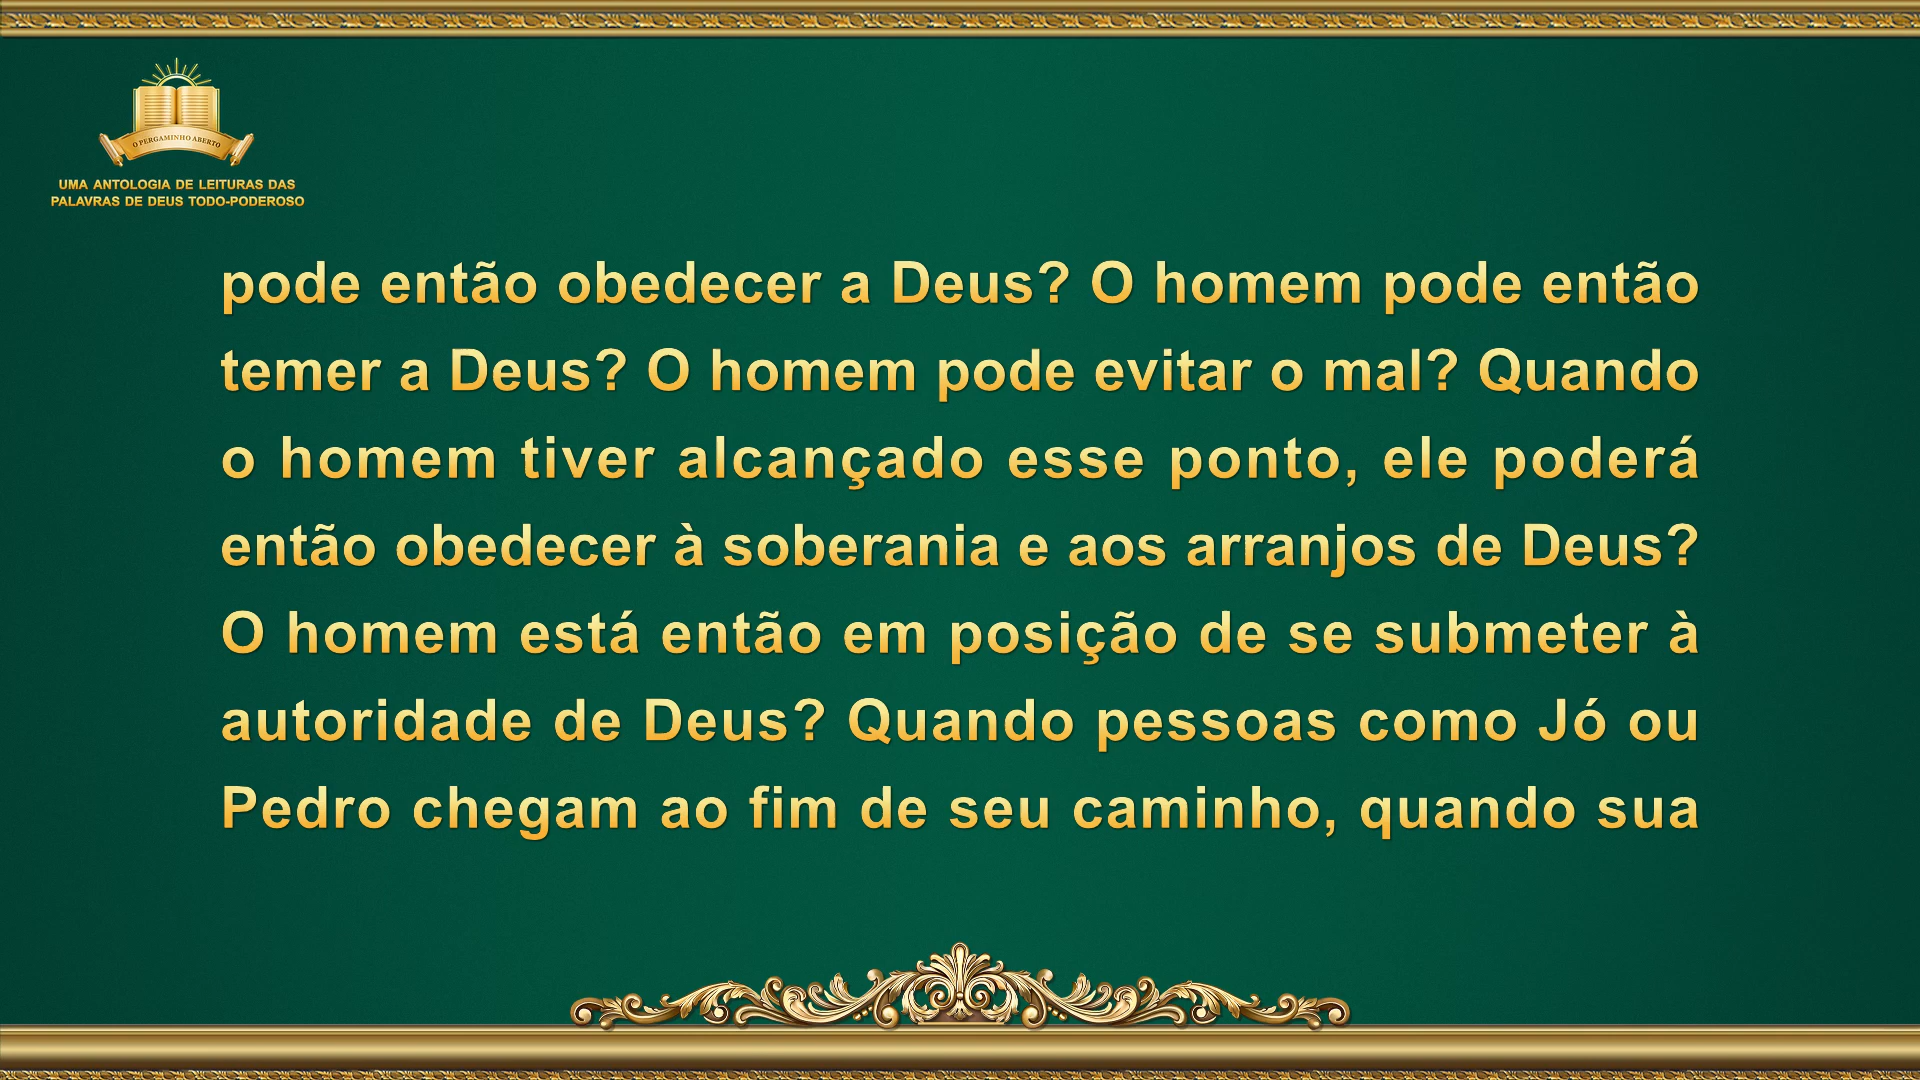 O PERGAMINHO ABERTO
UMA ANTOLOGIA DE LEITURAS DAS
PALAVRAS DE DEUS TODO-PODEROSO
pode então obedecer a Deus? O homem pode então
temer a Deus? O homem pode evitar o mal? Quando
o homem tiver alcançado esse ponto, ele poderá
então obedecer à soberania e aos arranjos de Deus?
O homem está então em posição de se submeter à
autoridade de Deus? Quando pessoas como Jó ou
Pedro chegam ao fim de seu caminho, quando sua